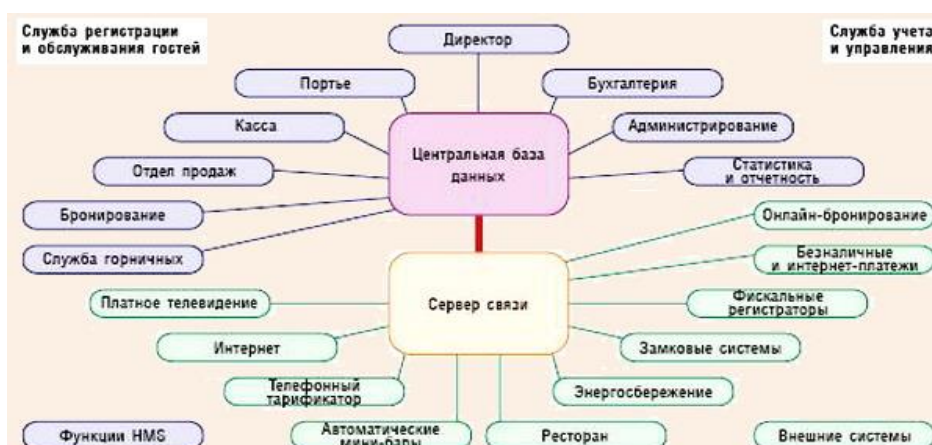 Служба регистрации
и обслуживания гостей
Директор
Служба учета
и управления
Портье
Бухгалтерия
Касса
Администрирование
Центральная база
данных
Отдел продаж
Статистика
и отчетность
Бронирование
Онлайн-бронирование
Служба горничных
Безналичные
и интернет-платежи
Платное телевидение
Сервер связи
Фискальные
регистраторы
Интернет
Замковые системы
Телефонный
тарификатор
Энергосбережение
Функции HMS
Автоматические
мини-бары
Ресторан
Внешние системы